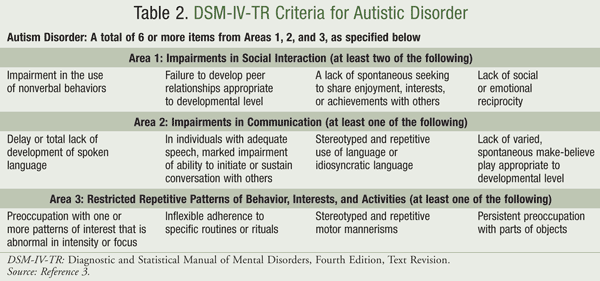 Table 2. DSM-IV-TR Criteria for Autistic Disorder
Autism Disorder: A total of 6 or more items from Areas 1, 2, and 3, as specified below
Area 1: Impairments in Social Interaction (at least two of the following)
Impairment in the use of nonverbal behaviors
Failure to develop peer relationships appropriate to developmental level
A lack of spontaneous seeking to share enjoyment, interests, or achievements with others
Lack of social or emotional reciprocity
Area 2: Impairments in Communication (at least one of the following)
Delay or total lack of development of spoken language
In individuals with adequate speech, marked impairment of ability to initiate or sustain conversation with others
Stereotyped and repetitive use of language or idiosyncratic language
Lack of varied, spontaneous make-believe play appropriate to developmental level
Area 3: Restricted Repetitive Patterns of Behavior, Interests, and Activities (at least one of the following)
Preoccupation with one or more patterns of interest that is abnormal in intensity or focus
Inflexible adherence to specific routines or rituals
Stereotyped and repetitive motor mannerisms
Persistent preoccupation with parts of objects
DSM-IV-TR: Diagnostic and Statistical Manual of Mental Disorders, Fourth Edition, Text Revision.
Source: Reference 3.